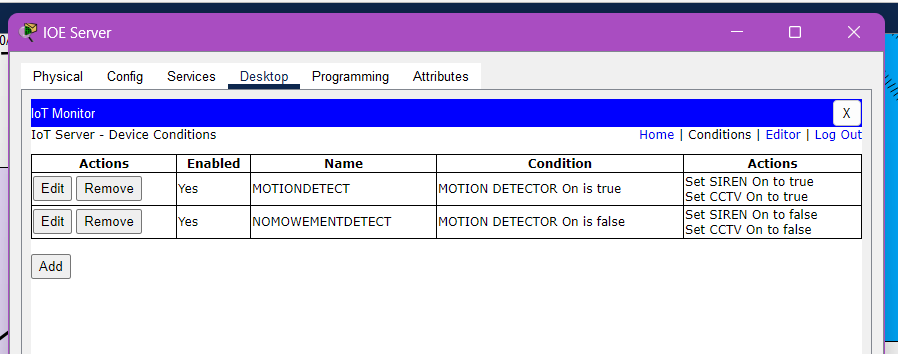 IOE Server
Physical Config Services Desktop Programming Attributes
IoT Monitor X
IoT Server - Device Conditions Home | Conditions | Editor | Log Out
Actions Enabled Name Condition Actions
Edit Remove Yes MOTIONDETECT MOTION DETECTOR On is true Set SIREN On to true
Set CCTV On to true
Edit Remove Yes NOMOWEMENTDETECT MOTION DETECTOR On is false Set SIREN On to false
Set CCTV On to false
Add